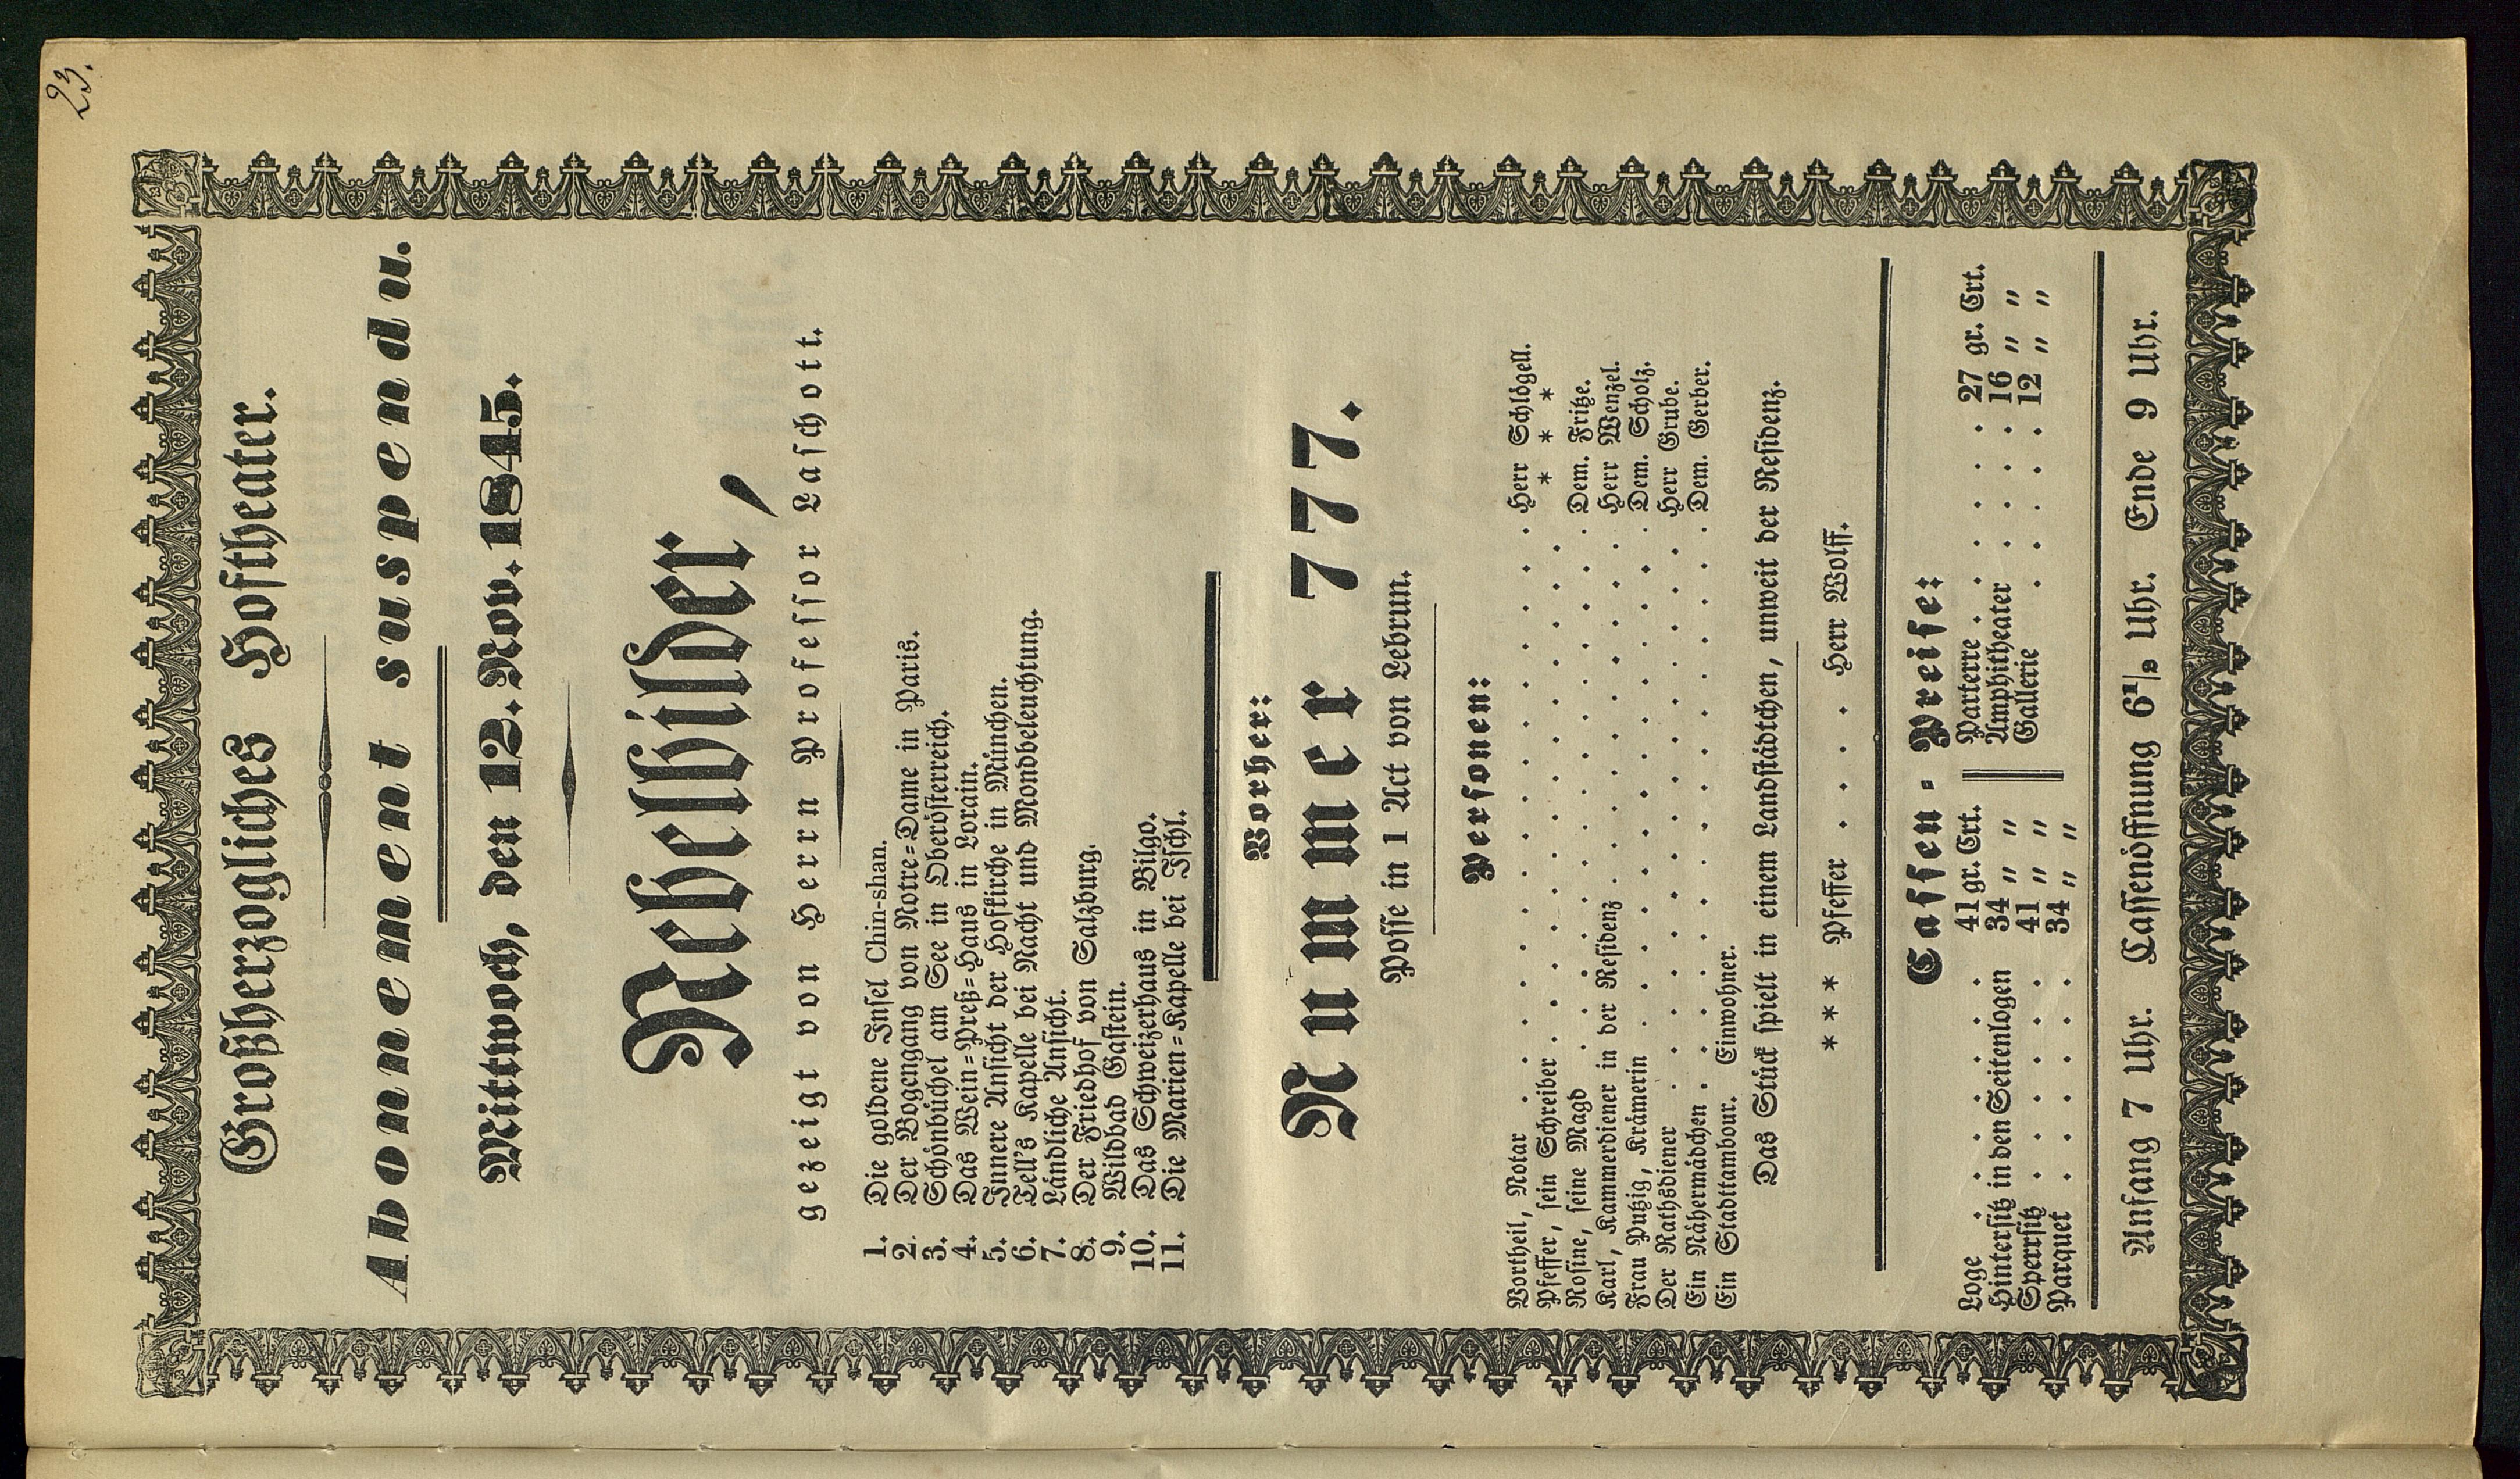 23.
Großherzogliches Hoftheater.
Abonnement suspendu.
Mittwoch, den 12. Nov. 1845.
Nebelbilder,
gezeigt von Herrn Professor Laschott.
1. Die goldene Insel Chin-shan.
2. Der Bogengang von Notre=Dame in Paris.
3. Schönbüchel am See in Oberösterreich.
4. Das Wein=Preß=Haus in Lorain.
5. Innere Ansicht der Hofkirche in München.
6. Tell's Kapelle bei Nacht und Mondbeleuchtung.
7. Ländliche Ansicht.
8. Der Friedhof von Salzburg.
9. Wildbad Gastein.
10. Das Schweizerhaus in Bilgo.
11. Die Marien=Kapelle bei Ischl.
Vorher:
Nummer 777.
Posse in 1 Act von Lebrun.
Personen:
Vortheil, Notar . . . . . . . . . . . . . Herr Schlögell.
Pfeffer, sein Schreiber . . . . . . . . . . . . * * * *
Rosine, seine Magd . . . . . . . . . . . . Dem. Fritze.
Karl, Kammerdiener in der Residenz . . . . . . . . Herr Wenzel.
Frau Putzig, Krämerin . . . . . . . . . . . . Dem. Scholz.
Der Rathsdiener . . . . . . . . . . . . . Herr Grube.
Ein Nähermädchen . . . . . . . . . . . . . Dem. Gerber.
Ein Stadttambour. Einwohner.
Das Stück spielt in einem Landstädtchen, unweit der Residenz.
* * * Pfeffer . . . . Herr Wolff.
Cassen=Preise:
Loge . . . . . 41 gr. Crt.
Hintersitz in den Seitenlogen 34 " "
Sperrsitz . . . . . 41 " "
Parquet . . . . . 34 " "
Parterre . . . . . 27 gr. Crt.
Amphitheater . . . . 16 " "
Gallerie . . . . 12 " "
Anfang 7 Uhr. Cassenöffnung 6 1/2 Uhr. Ende 9 Uhr.